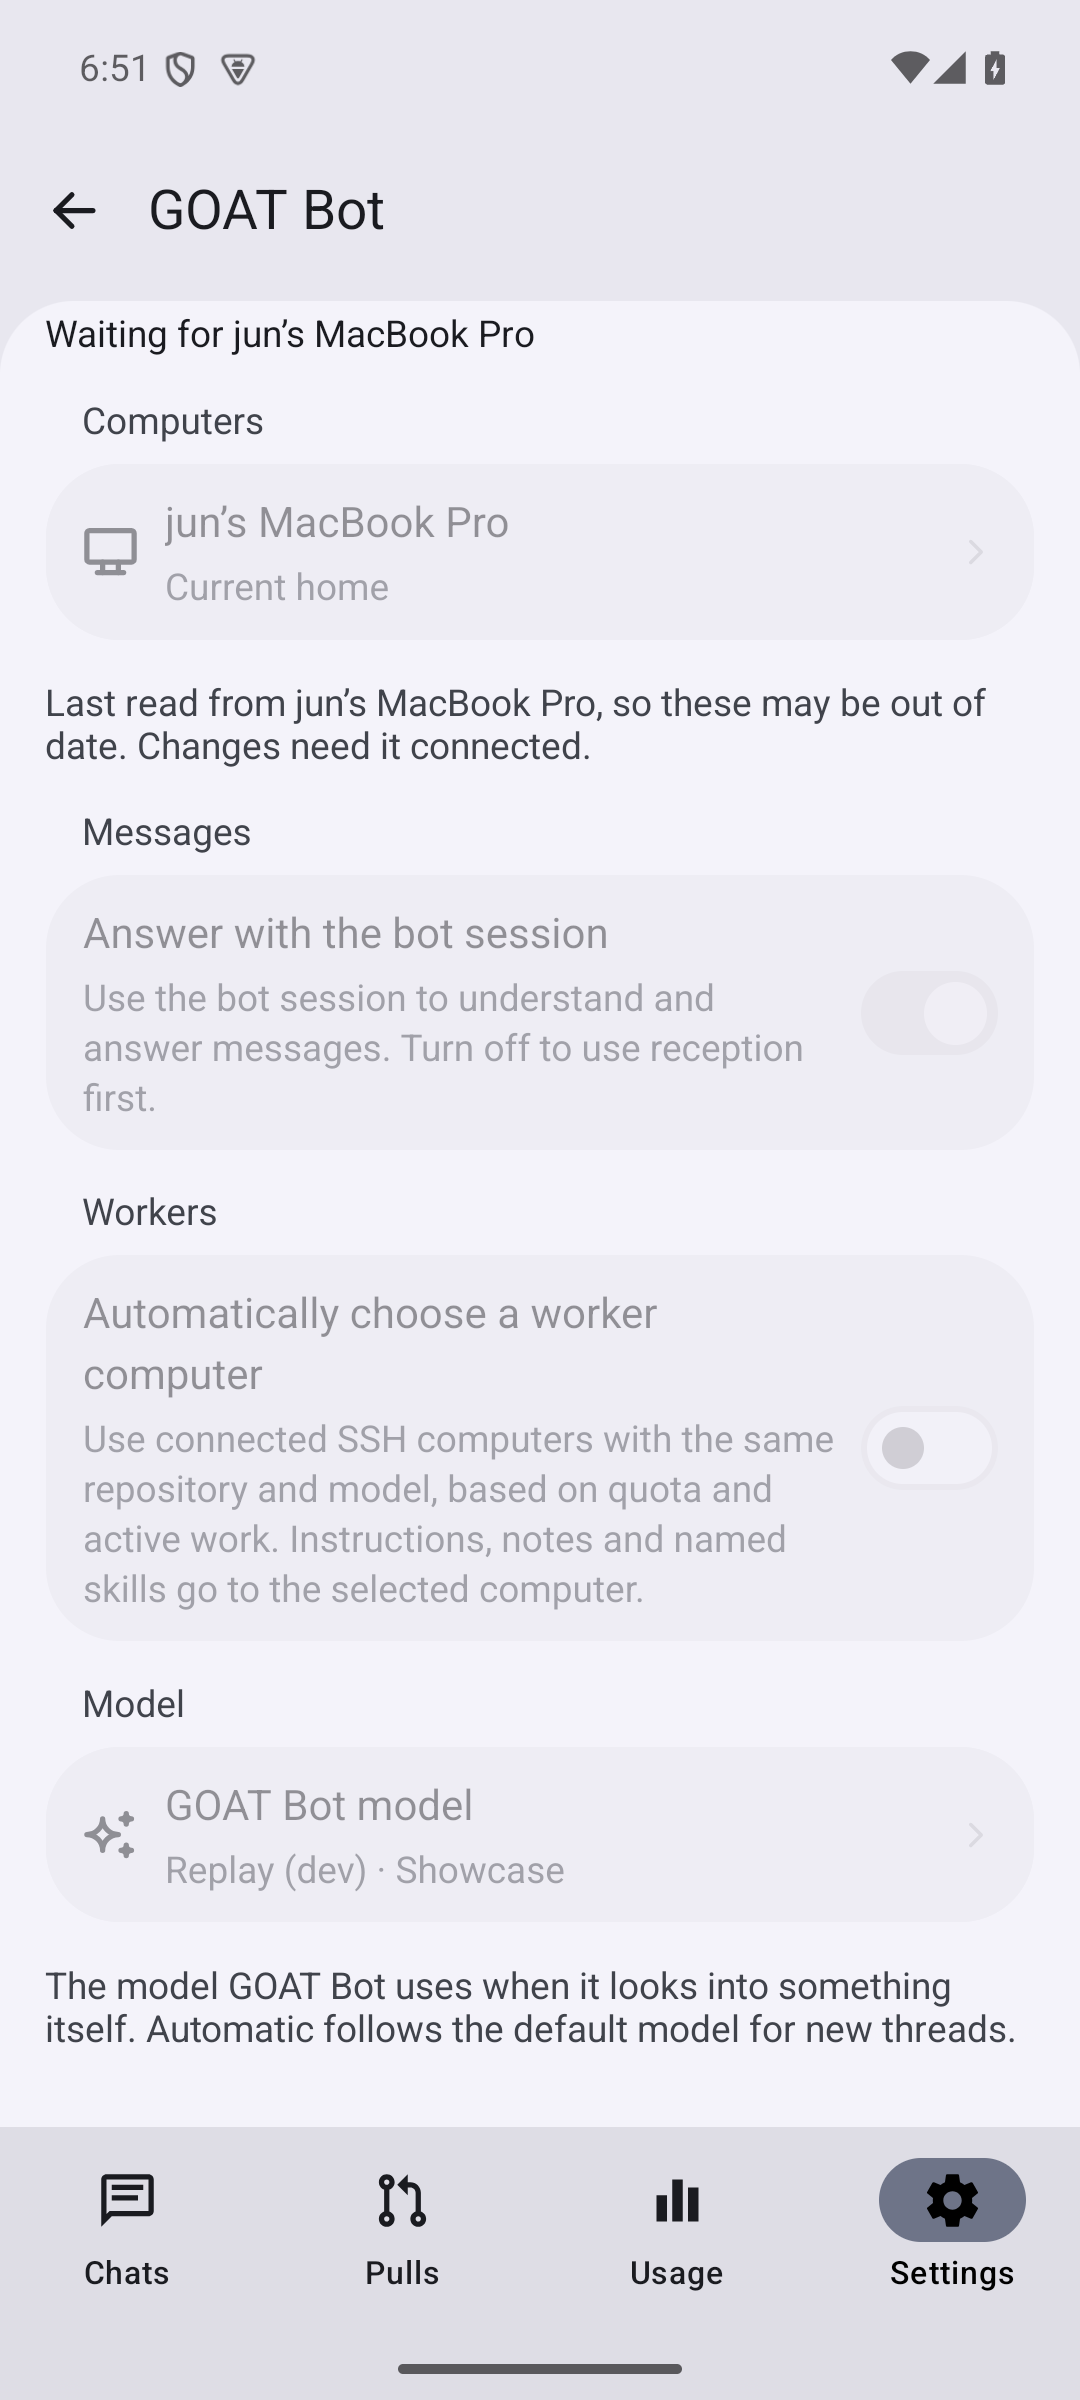 6:51
GOAT Bot
Waiting for jun’s MacBook Pro
Computers
jun’s MacBook Pro
Current home
Last read from jun’s MacBook Pro, so these may be out of
date. Changes need it connected.
Messages
Answer with the bot session
Use the bot session to understand and
answer messages. Turn off to use reception
first.
Workers
Automatically choose a worker
computer
Use connected SSH computers with the same
repository and model, based on quota and
active work. Instructions, notes and named
skills go to the selected computer.
Model
GOAT Bot model
Replay (dev) · Showcase
The model GOAT Bot uses when it looks into something
itself. Automatic follows the default model for new threads.
Chats
Pulls
Usage
Settings